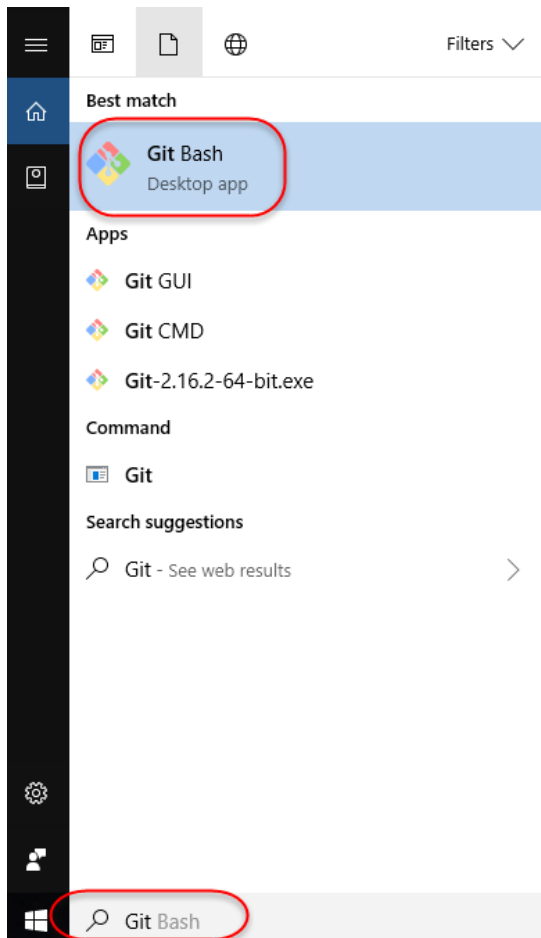 Filters
Best match
Git Bash
Desktop app
Apps
Git GUI
Git CMD
Git-2.16.2-64-bit.exe
Command
Git
Search suggestions
Git - See web results
Git Bash